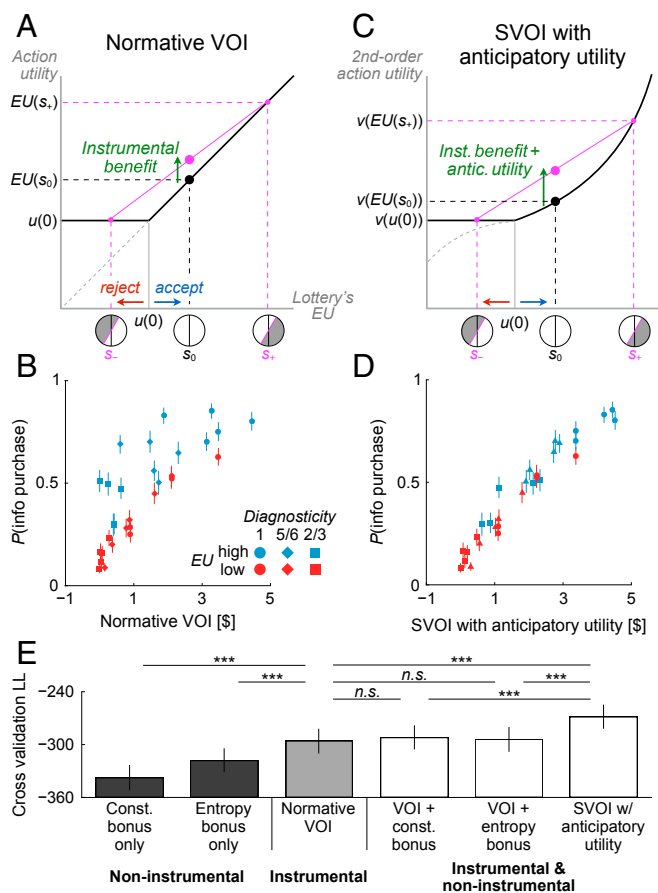 A
Normative VOI
Action
utility
EU(s+)
EU(s0)
u(0)
Instrumental
benefit
reject
accept
Lottery's
EU
u(0)
s−
s0
s+
C
SVOI with
anticipatory utility
2nd-order
action utility
v(EU(s+))
v(EU(s0))
v(u(0))
Inst. benefit +
antic. utility
u(0)
s−
s0
s+
B
1
0.5
0
P(info purchase)
−1
1
3
5
Normative VOI [$]
Diagnosticity
1 5/6 2/3
EU
high
low
D
1
0.5
0
P(info purchase)
−1
1
3
5
SVOI with anticipatory utility [$]
E
Cross validation LL
−240
−300
−360
***
***
***
n.s.
***
n.s.
***
Const.
bonus
only
Entropy
bonus
only
Normative
VOI
VOI +
const.
bonus
VOI +
entropy
bonus
SVOI w/
anticipatory
utility
Non-instrumental
Instrumental
Instrumental &
non-instrumental